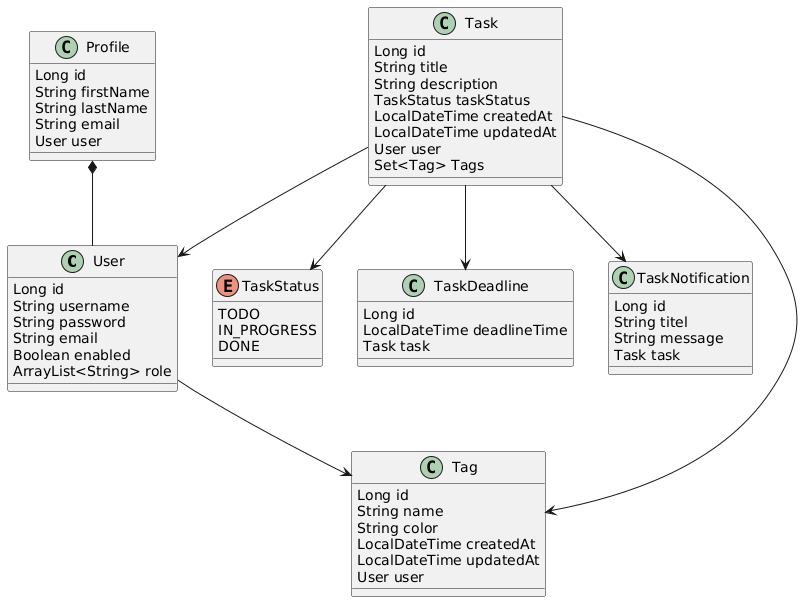 C Profile
Long id
String firstName
String lastName
String email
User user
C Task
Long id
String title
String description
TaskStatus taskStatus
LocalDateTime createdAt
LocalDateTime updatedAt
User user
Set<Tag> Tags
C User
Long id
String username
String password
String email
Boolean enabled
ArrayList<String> role
E TaskStatus
TODO
IN_PROGRESS
DONE
C TaskDeadline
Long id
LocalDateTime deadlineTime
Task task
C TaskNotification
Long id
String titel
String message
Task task
C Tag
Long id
String name
String color
LocalDateTime createdAt
LocalDateTime updatedAt
User user